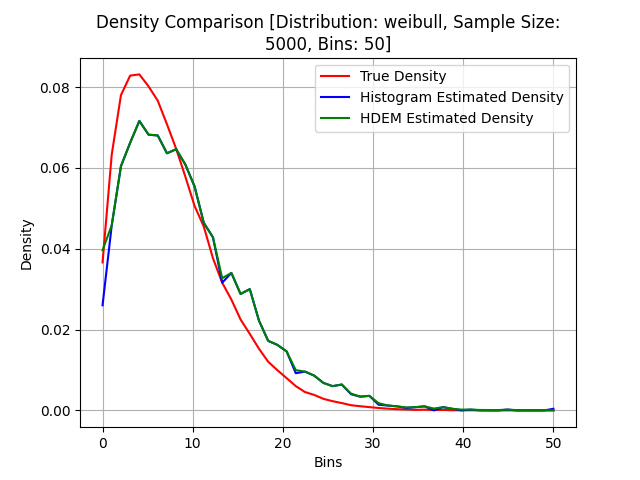 Density Comparison [Distribution: weibull, Sample Size:
5000, Bins: 50]
True Density
Histogram Estimated Density
HDEM Estimated Density
Density
0.08
0.06
0.04
0.02
0.00
0 10 20 30 40 50
Bins